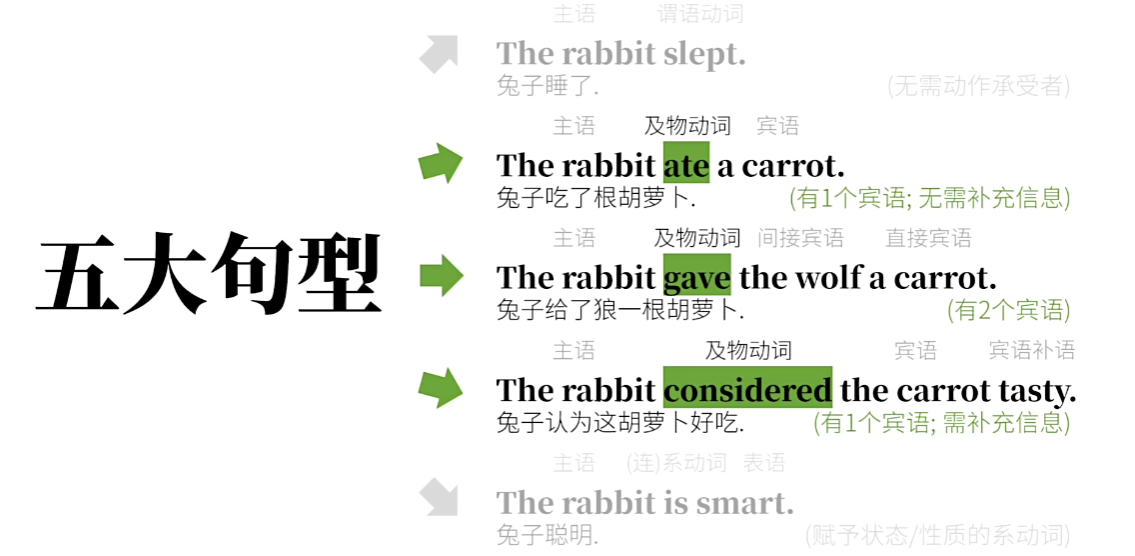 五大句型
主语 谓语动词
The rabbit slept.
兔子睡了.
(无需动作承受者)
主语 及物动词 宾语
The rabbit ate a carrot.
兔子吃了根胡萝卜.
(有1个宾语; 无需补充信息)
主语 及物动词 间接宾语 直接宾语
The rabbit gave the wolf a carrot.
兔子给了狼一根胡萝卜.
(有2个宾语)
主语 及物动词 宾语 宾语补语
The rabbit considered the carrot tasty.
兔子认为这胡萝卜好吃.
(有1个宾语; 需补充信息)
主语 (连)系动词 表语
The rabbit is smart.
兔子聪明.
(赋予状态/性质的系动词)